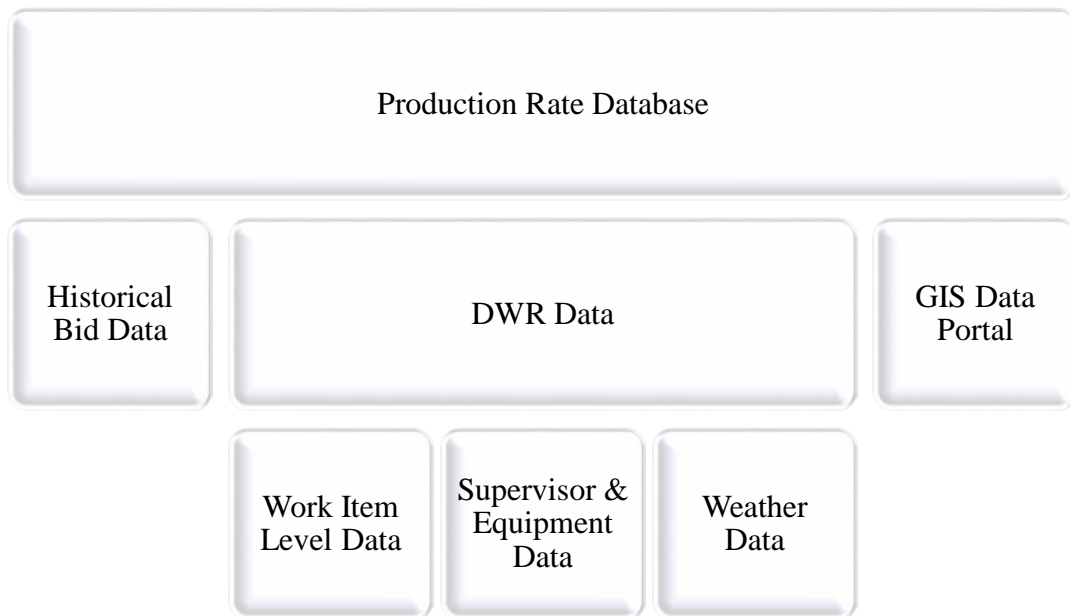 Production Rate Database
Historical
Bid Data
DWR Data
GIS Data
Portal
Work Item
Level Data
Supervisor &
Equipment
Data
Weather
Data